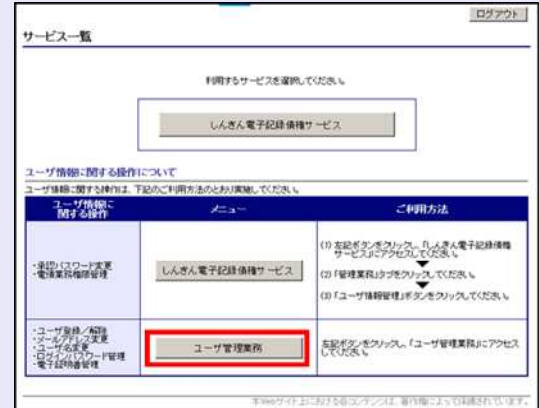 ログアウト
サービス一覧
利用するサービスを選択してください。
しんきん電子記録債権サービス
ユーザ情報に関する操作について
ユーザ情報に関する操作は、下記のご利用方法のとおり実施してください。
ユーザ情報に
関する操作
メニュー
ご利用方法
・承認パスワード変更
・電債業務権限管理
しんきん電子記録債権サービス
(1) 左記ボタンをクリックし、「しんきん電子記録債権
サービス」にアクセスしてください。
(2) 「管理業務」タブをクリックしてください。
(3) 「ユーザ情報管理」ボタンをクリックしてください。
・ユーザ登録/解除
・メールアドレス変更
・ユーザ名変更
・ログインパスワード管理
・電子証明書管理
ユーザ管理業務
左記ボタンをクリックし、「ユーザ管理業務」にアクセス
してください。
本Webサイト上における各コンテンツは、著作権によって保護されています。